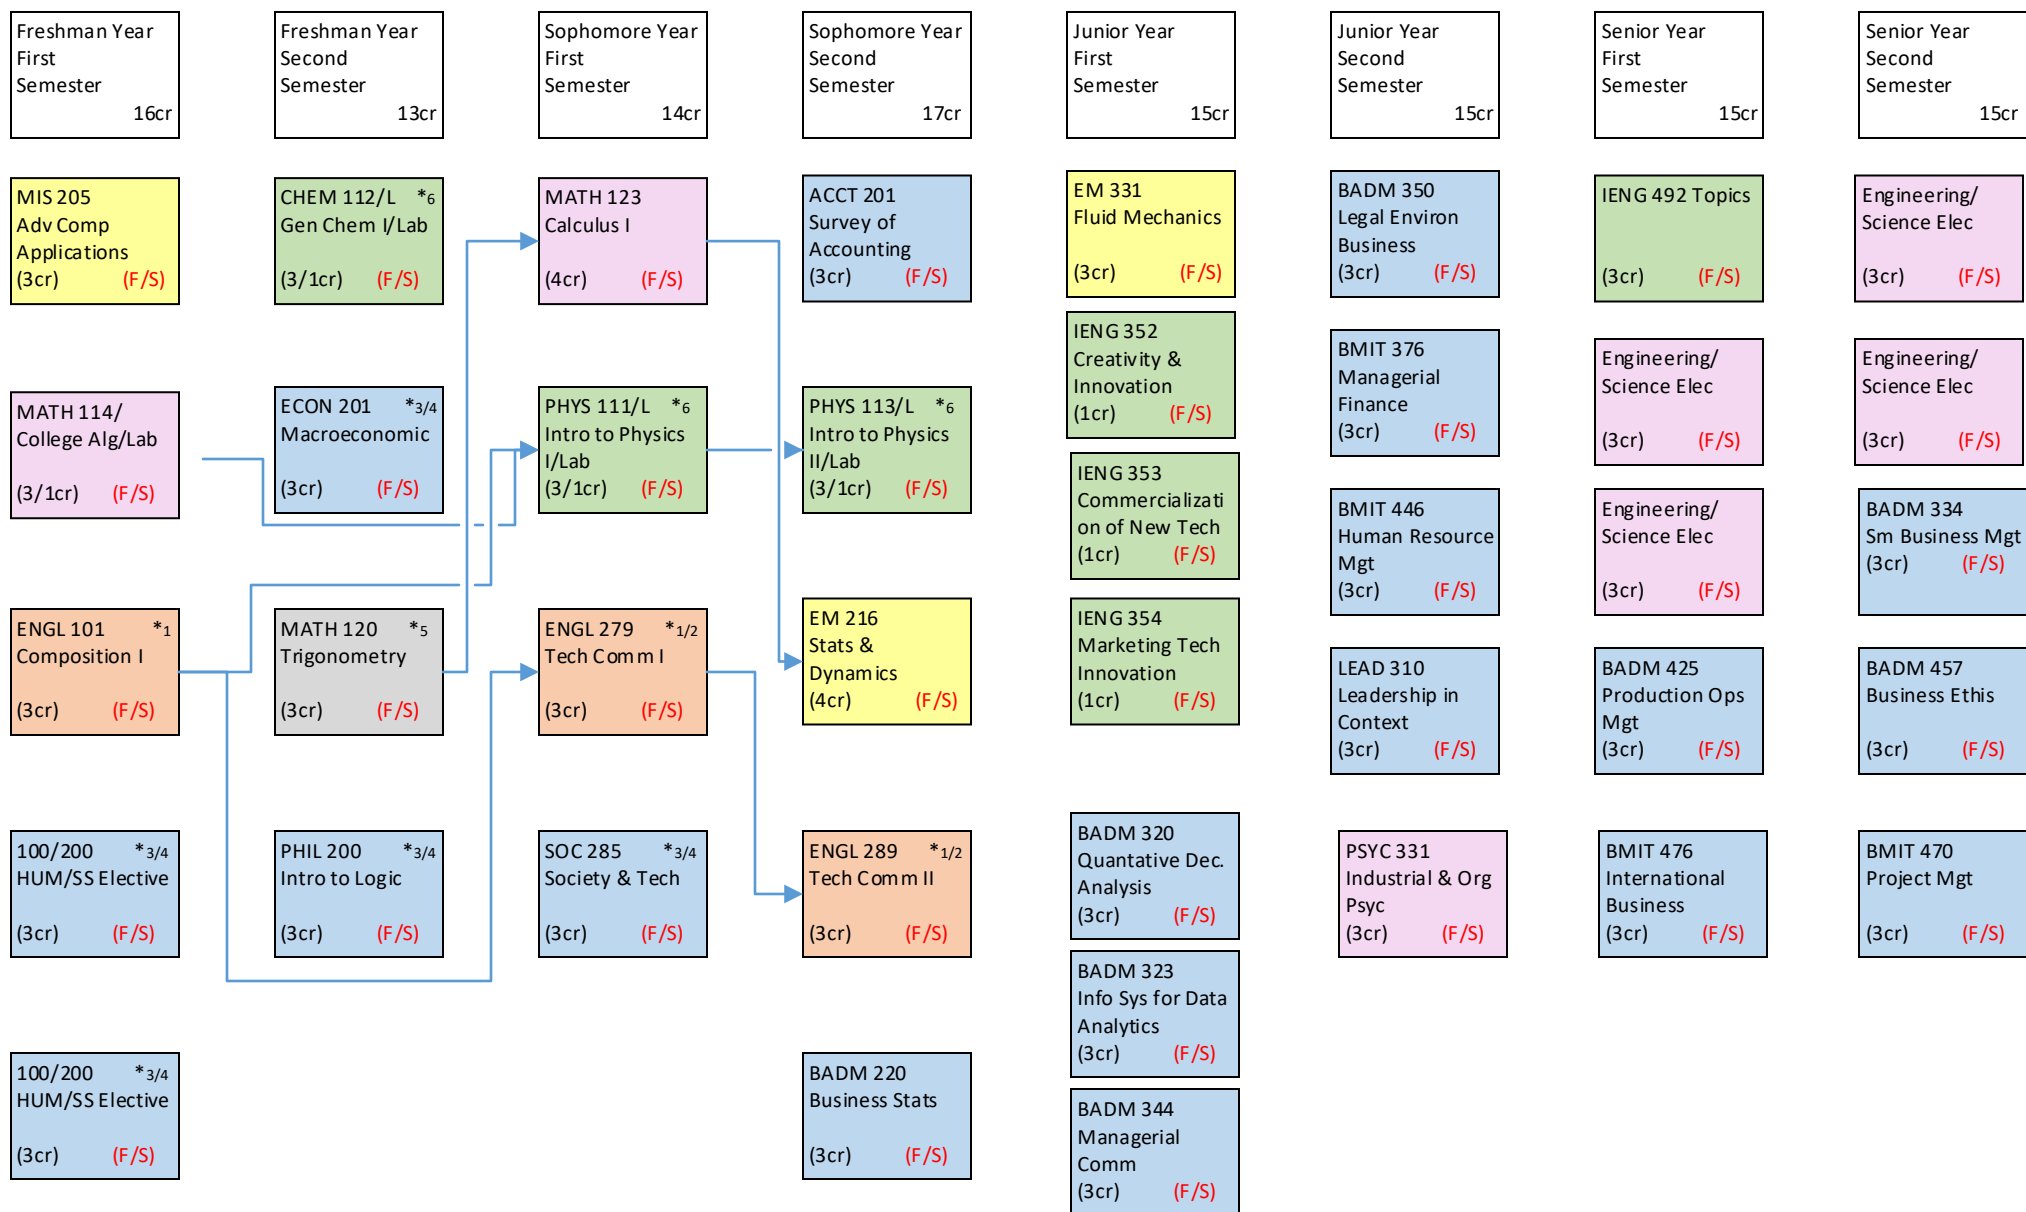 Freshman Year
First
Semester
16cr
Freshman Year
Second
Semester
13cr
Sophomore Year
First
Semester
14cr
Sophomore Year
Second
Semester
17cr
Junior Year
First
Semester
15cr
Junior Year
Second
Semester
15cr
Senior Year
First
Semester
15cr
Senior Year
Second
Semester
15cr
MIS 205
Adv Comp
Applications
(3cr) (F/S)
MATH 114/
College Alg/Lab
(3/1cr) (F/S)
ENGL 101 *1
Composition I
(3cr) (F/S)
100/200 *3/4
HUM/SS Elective
(3cr) (F/S)
100/200 *3/4
HUM/SS Elective
(3cr) (F/S)
CHEM 112/L *6
Gen Chem I/Lab
(3/1cr) (F/S)
ECON 201 *3/4
Macroeconomic
(3cr) (F/S)
MATH 120 *5
Trigonometry
(3cr) (F/S)
PHIL 200 *3/4
Intro to Logic
(3cr) (F/S)
MATH 123
Calculus I
(4cr) (F/S)
PHYS 111/L *6
Intro to Physics
I/Lab
(3/1cr) (F/S)
ENGL 279 *1/2
Tech Comm I
(3cr) (F/S)
SOC 285 *3/4
Society & Tech
(3cr) (F/S)
ACCT 201
Survey of
Accounting
(3cr) (F/S)
PHYS 113/L *6
Intro to Physics
II/Lab
(3/1cr) (F/S)
EM 216
Stats &
Dynamics
(4cr) (F/S)
ENGL 289 *1/2
Tech Comm II
(3cr) (F/S)
BADM 220
Business Stats
(3cr) (F/S)
EM 331
Fluid Mechanics
(3cr) (F/S)
IENG 352
Creativity &
Innovation
(1cr) (F/S)
IENG 353
Commercializati
on of New Tech
(1cr) (F/S)
IENG 354
Marketing Tech
Innovation
(1cr) (F/S)
BADM 320
Quantative Dec.
Analysis
(3cr) (F/S)
BADM 323
Info Sys for Data
Analytics
(3cr) (F/S)
BADM 344
Managerial
Comm
(3cr) (F/S)
BADM 350
Legal Environ
Business
(3cr) (F/S)
BMIT 376
Managerial
Finance
(3cr) (F/S)
BMIT 446
Human Resource
Mgt
(3cr) (F/S)
LEAD 310
Leadership in
Context
(3cr) (F/S)
PSYC 331
Industrial & Org
Psyc
(3cr) (F/S)
IENG 492 Topics
(3cr) (F/S)
Engineering/
Science Elec
(3cr) (F/S)
Engineering/
Science Elec
(3cr) (F/S)
BADM 425
Production Ops
Mgt
(3cr) (F/S)
BMIT 476
International
Business
(3cr) (F/S)
Engineering/
Science Elec
(3cr) (F/S)
Engineering/
Science Elec
(3cr) (F/S)
BADM 334
Sm Business Mgt
(3cr) (F/S)
BADM 457
Business Ethis
(3cr) (F/S)
BMIT 470
Project Mgt
(3cr) (F/S)